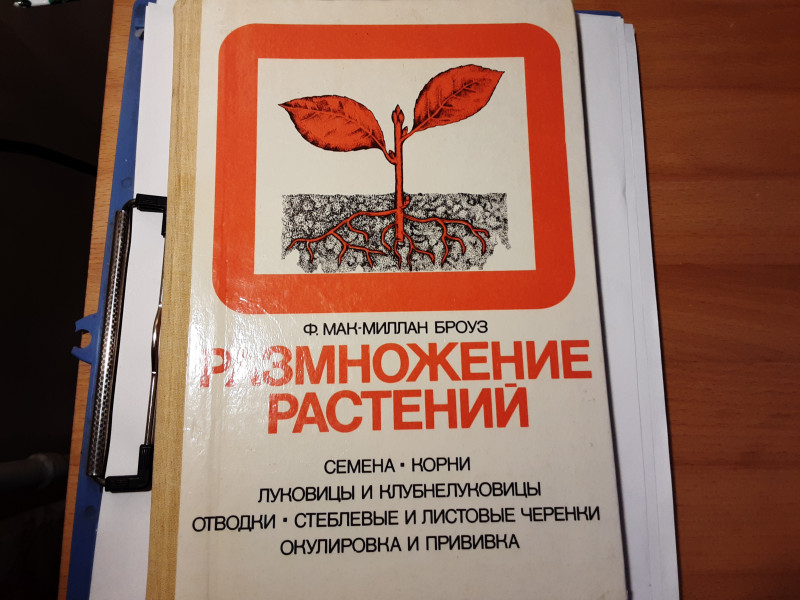 Ф. МАК-МИЛЛАН БРОУЗ
РАЗМНОЖЕНИЕ
РАСТЕНИЙ
СЕМЕНА • КОРНИ
ЛУКОВИЦЫ И КЛУБНЕЛУКОВИЦЫ
ОТВОДКИ • СТЕБЛЕВЫЕ И ЛИСТОВЫЕ ЧЕРЕНКИ
ОКУЛИРОВКА И ПРИВИВКА